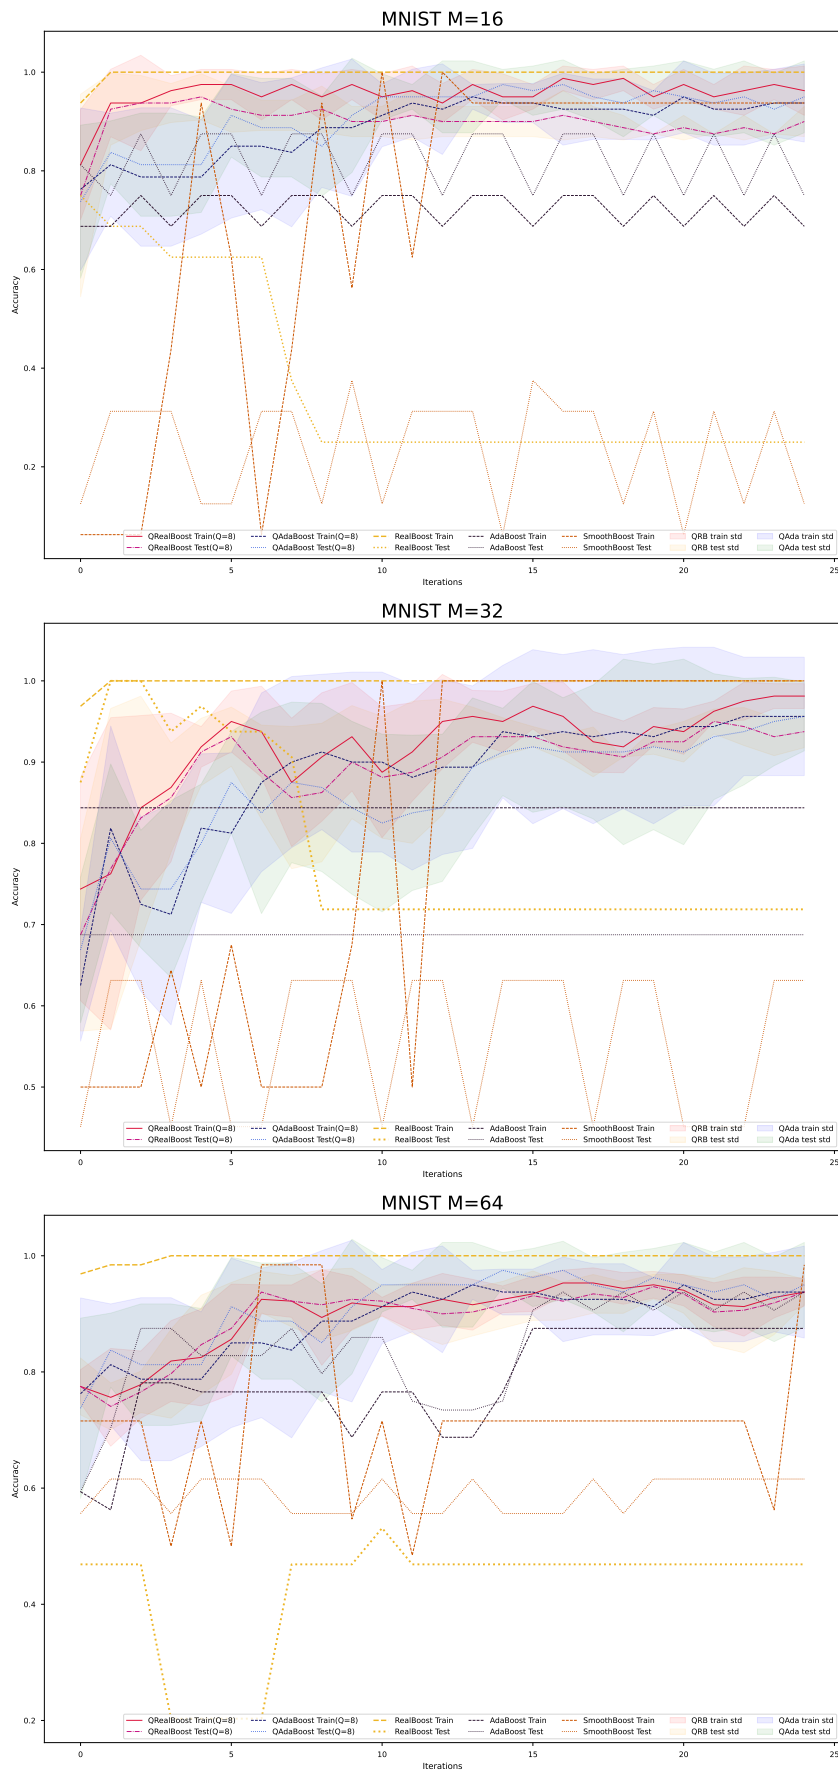 MNIST M=16
1.0
0.8
0.6
0.4
0.2
Accuracy
QRealBoost Train(Q=8) QAdaBoost Train(Q=8) RealBoost Train AdaBoost Train SmoothBoost Train QRB train std QAda train std
QRealBoost Test(Q=8) QAdaBoost Test(Q=8) RealBoost Test AdaBoost Test SmoothBoost Test QRB test std QAda test std
0 5 10 15 20 25
Iterations
MNIST M=32
1.0
0.9
0.8
0.7
0.6
0.5
Accuracy
QRealBoost Train(Q=8) QAdaBoost Train(Q=8) RealBoost Train AdaBoost Train SmoothBoost Train QRB train std QAda train std
QRealBoost Test(Q=8) QAdaBoost Test(Q=8) RealBoost Test AdaBoost Test SmoothBoost Test QRB test std QAda test std
0 5 10 15 20 25
Iterations
MNIST M=64
1.0
0.8
0.6
0.4
0.2
Accuracy
QRealBoost Train(Q=8) QAdaBoost Train(Q=8) RealBoost Train AdaBoost Train SmoothBoost Train QRB train std QAda train std
QRealBoost Test(Q=8) QAdaBoost Test(Q=8) RealBoost Test AdaBoost Test SmoothBoost Test QRB test std QAda test std
0 5 10 15 20 25
Iterations